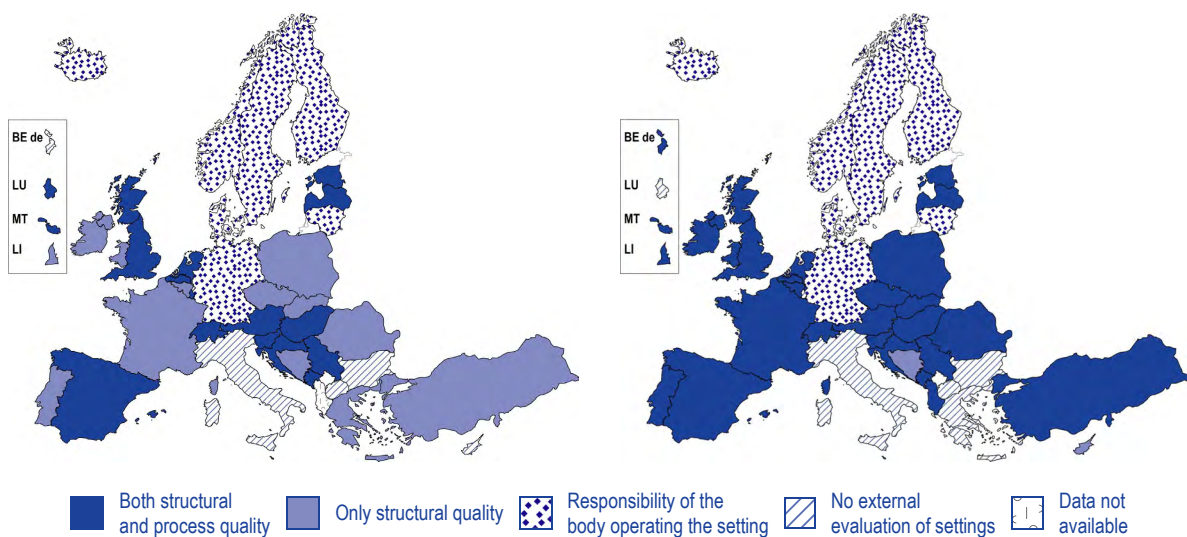 BE de
LU
MT
LI
BE de
LU
MT
LI
Both structural
and process quality
Only structural quality
Responsibility of the
body operating the setting
No external
evaluation of settings
Data not
available